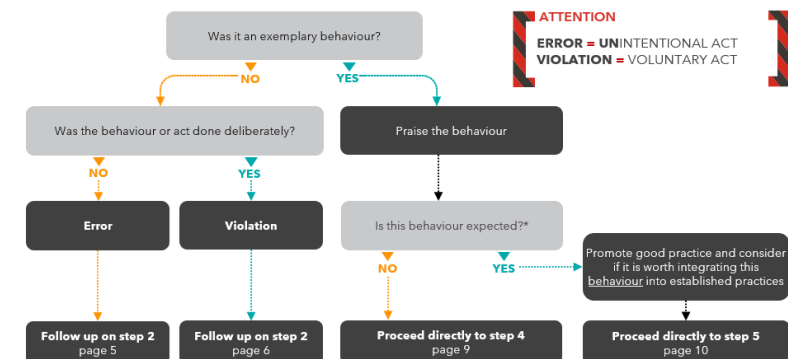 ATTENTION
ERROR = UNINTENTIONAL ACT
VIOLATION = VOLUNTARY ACT
Was it an exemplary behaviour?
NO
YES
Was the behaviour or act done deliberately?
Praise the behaviour
NO
YES
Error
Violation
Is this behaviour expected?*
NO
YES
Promote good practice and consider
if it is worth integrating this
behaviour into established practices
Follow up on step 2
page 5
Follow up on step 2
page 6
Proceed directly to step 4
page 9
Proceed directly to step 5
page 10